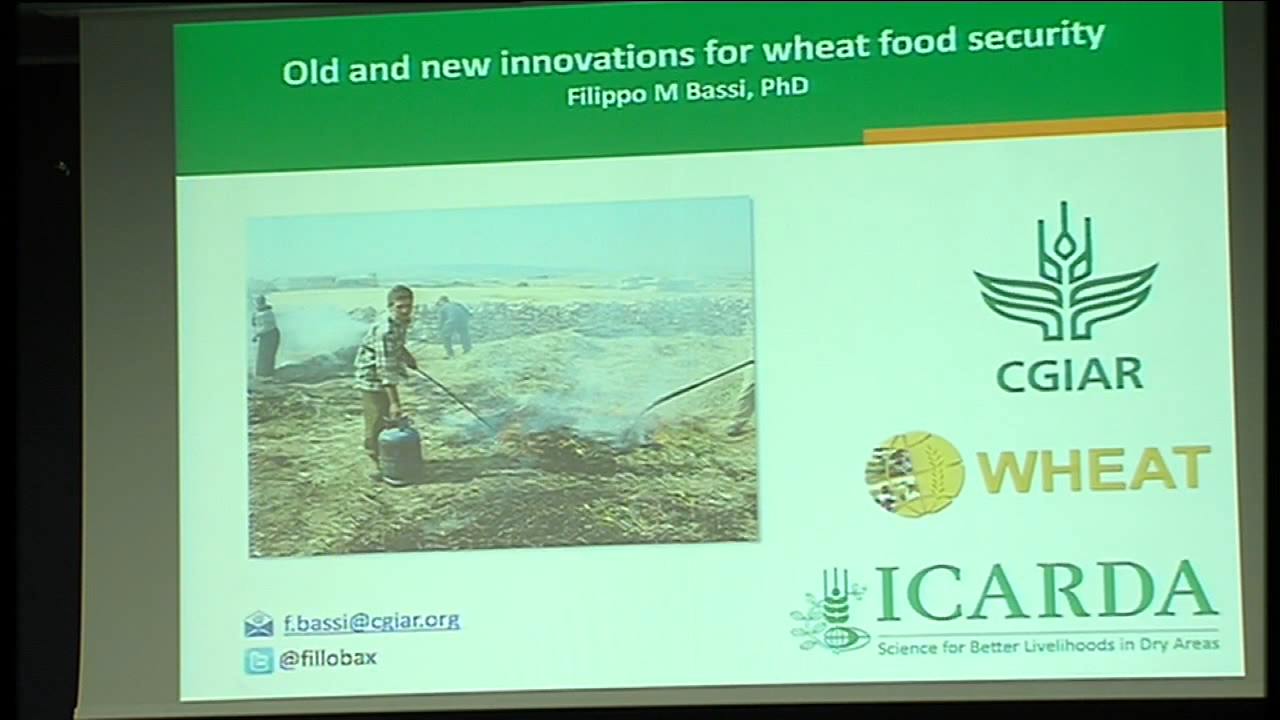 Old and new innovations for wheat food security
Filippo M Bassi, PhD
CGIAR
WHEAT
ICARDA
Science for Better Livelihoods in Dry Areas
f.bassi@cgiar.org
@fillobax